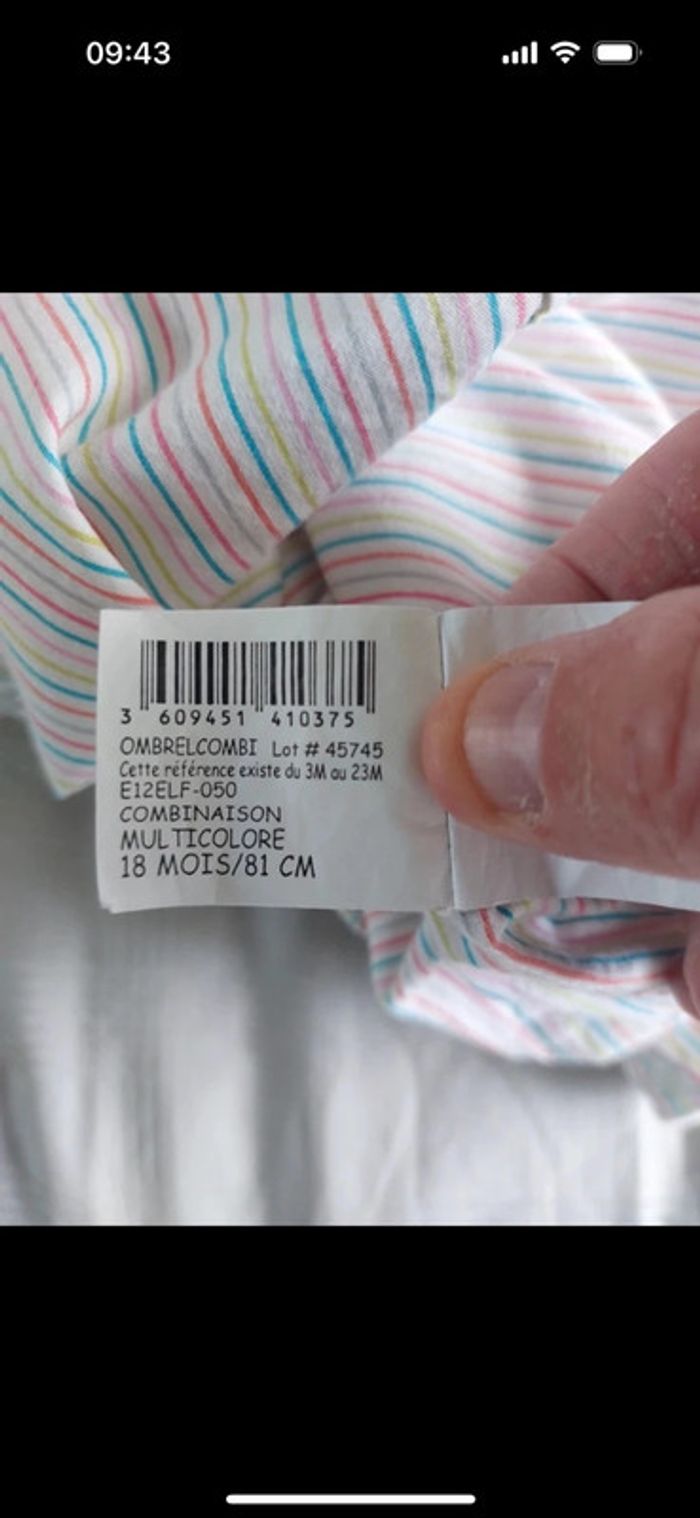 09:43
3 609451 410375
OMBRELCOMBI Lot # 45745
Cette référence existe du 3M au 23M
E12ELF-050
COMBINAISON
MULTICOLORE
18 MOIS/81 CM